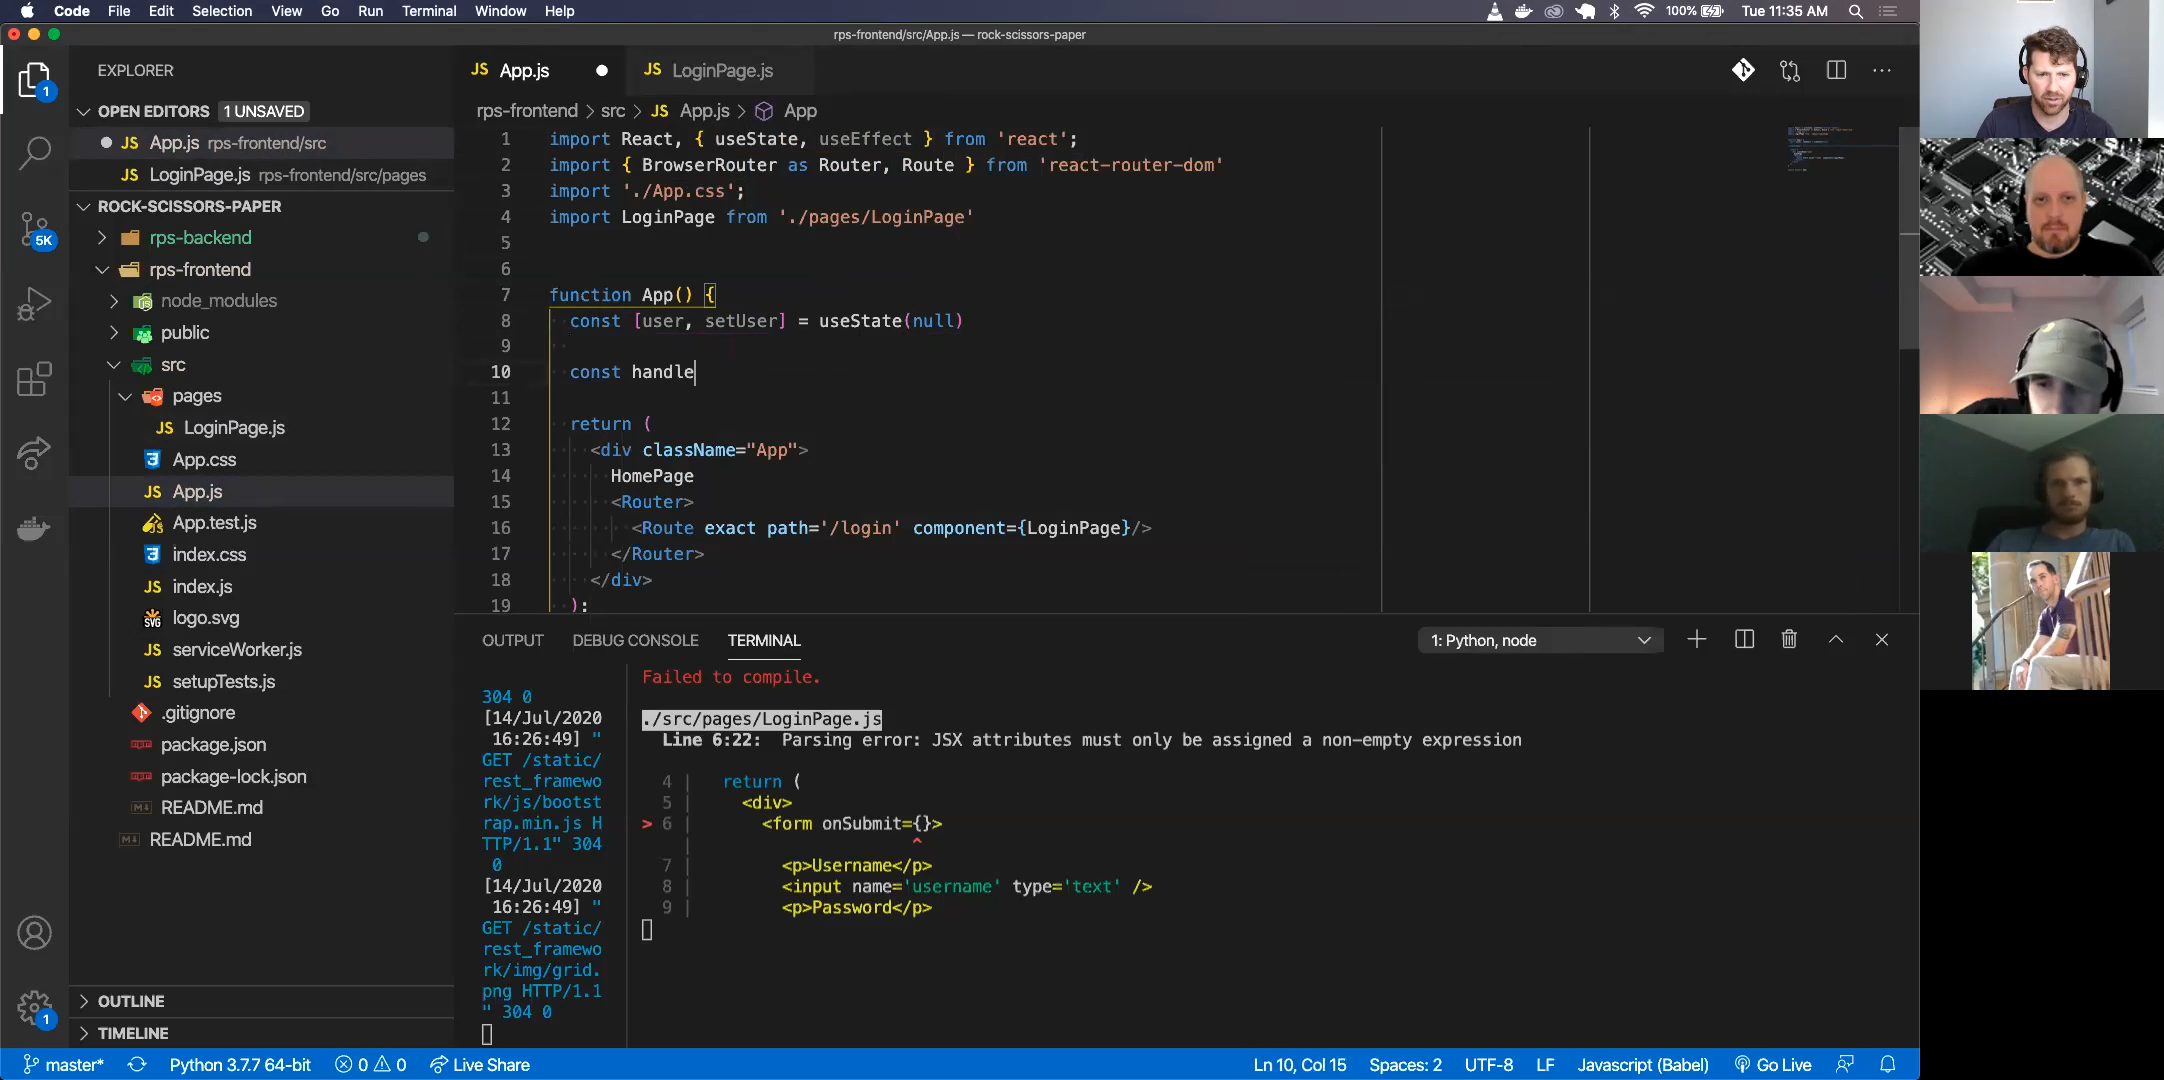 Code File Edit Selection View Go Run Terminal Window Help
100% Tue 11:35 AM
rps-frontend/src/App.js — rock-scissors-paper
EXPLORER
1
OPEN EDITORS 1 UNSAVED
JS App.js rps-frontend/src
JS LoginPage.js rps-frontend/src/pages
ROCK-SCISSORS-PAPER
5K
rps-backend
rps-frontend
node_modules
public
src
pages
JS LoginPage.js
App.css
JS App.js
App.test.js
index.css
JS index.js
SVG logo.svg
JS serviceWorker.js
JS setupTests.js
.gitignore
package.json
package-lock.json
README.md
README.md
OUTLINE
1
TIMELINE
JS App.js
JS LoginPage.js
rps-frontend > src > JS App.js > App
1 import React, { useState, useEffect } from 'react';
2 import { BrowserRouter as Router, Route } from 'react-router-dom'
3 import './App.css';
4 import LoginPage from './pages/LoginPage'
5
6
7 function App() {
8 const [user, setUser] = useState(null)
9
10 const handle
11
12 return (
13 <div className="App">
14 HomePage
15 <Router>
16 <Route exact path='/login' component={LoginPage}/>
17 </Router>
18 </div>
19 );
OUTPUT DEBUG CONSOLE TERMINAL
1: Python, node
304 0
[14/Jul/2020
16:26:49] "
GET /static/
rest_framewo
rk/js/bootst
rap.min.js H
TTP/1.1" 304
0
[14/Jul/2020
16:26:49] "
GET /static/
rest_framewo
rk/img/grid.
png HTTP/1.1
" 304 0
Failed to compile.
./src/pages/LoginPage.js
Line 6:22: Parsing error: JSX attributes must only be assigned a non-empty expression
4 | return (
5 | <div>
> 6 | <form onSubmit={}>
| ^
7 | <p>Username</p>
8 | <input name='username' type='text' />
9 | <p>Password</p>
master* Python 3.7.7 64-bit 0 0 Live Share
Ln 10, Col 15 Spaces: 2 UTF-8 LF Javascript (Babel) Go Live